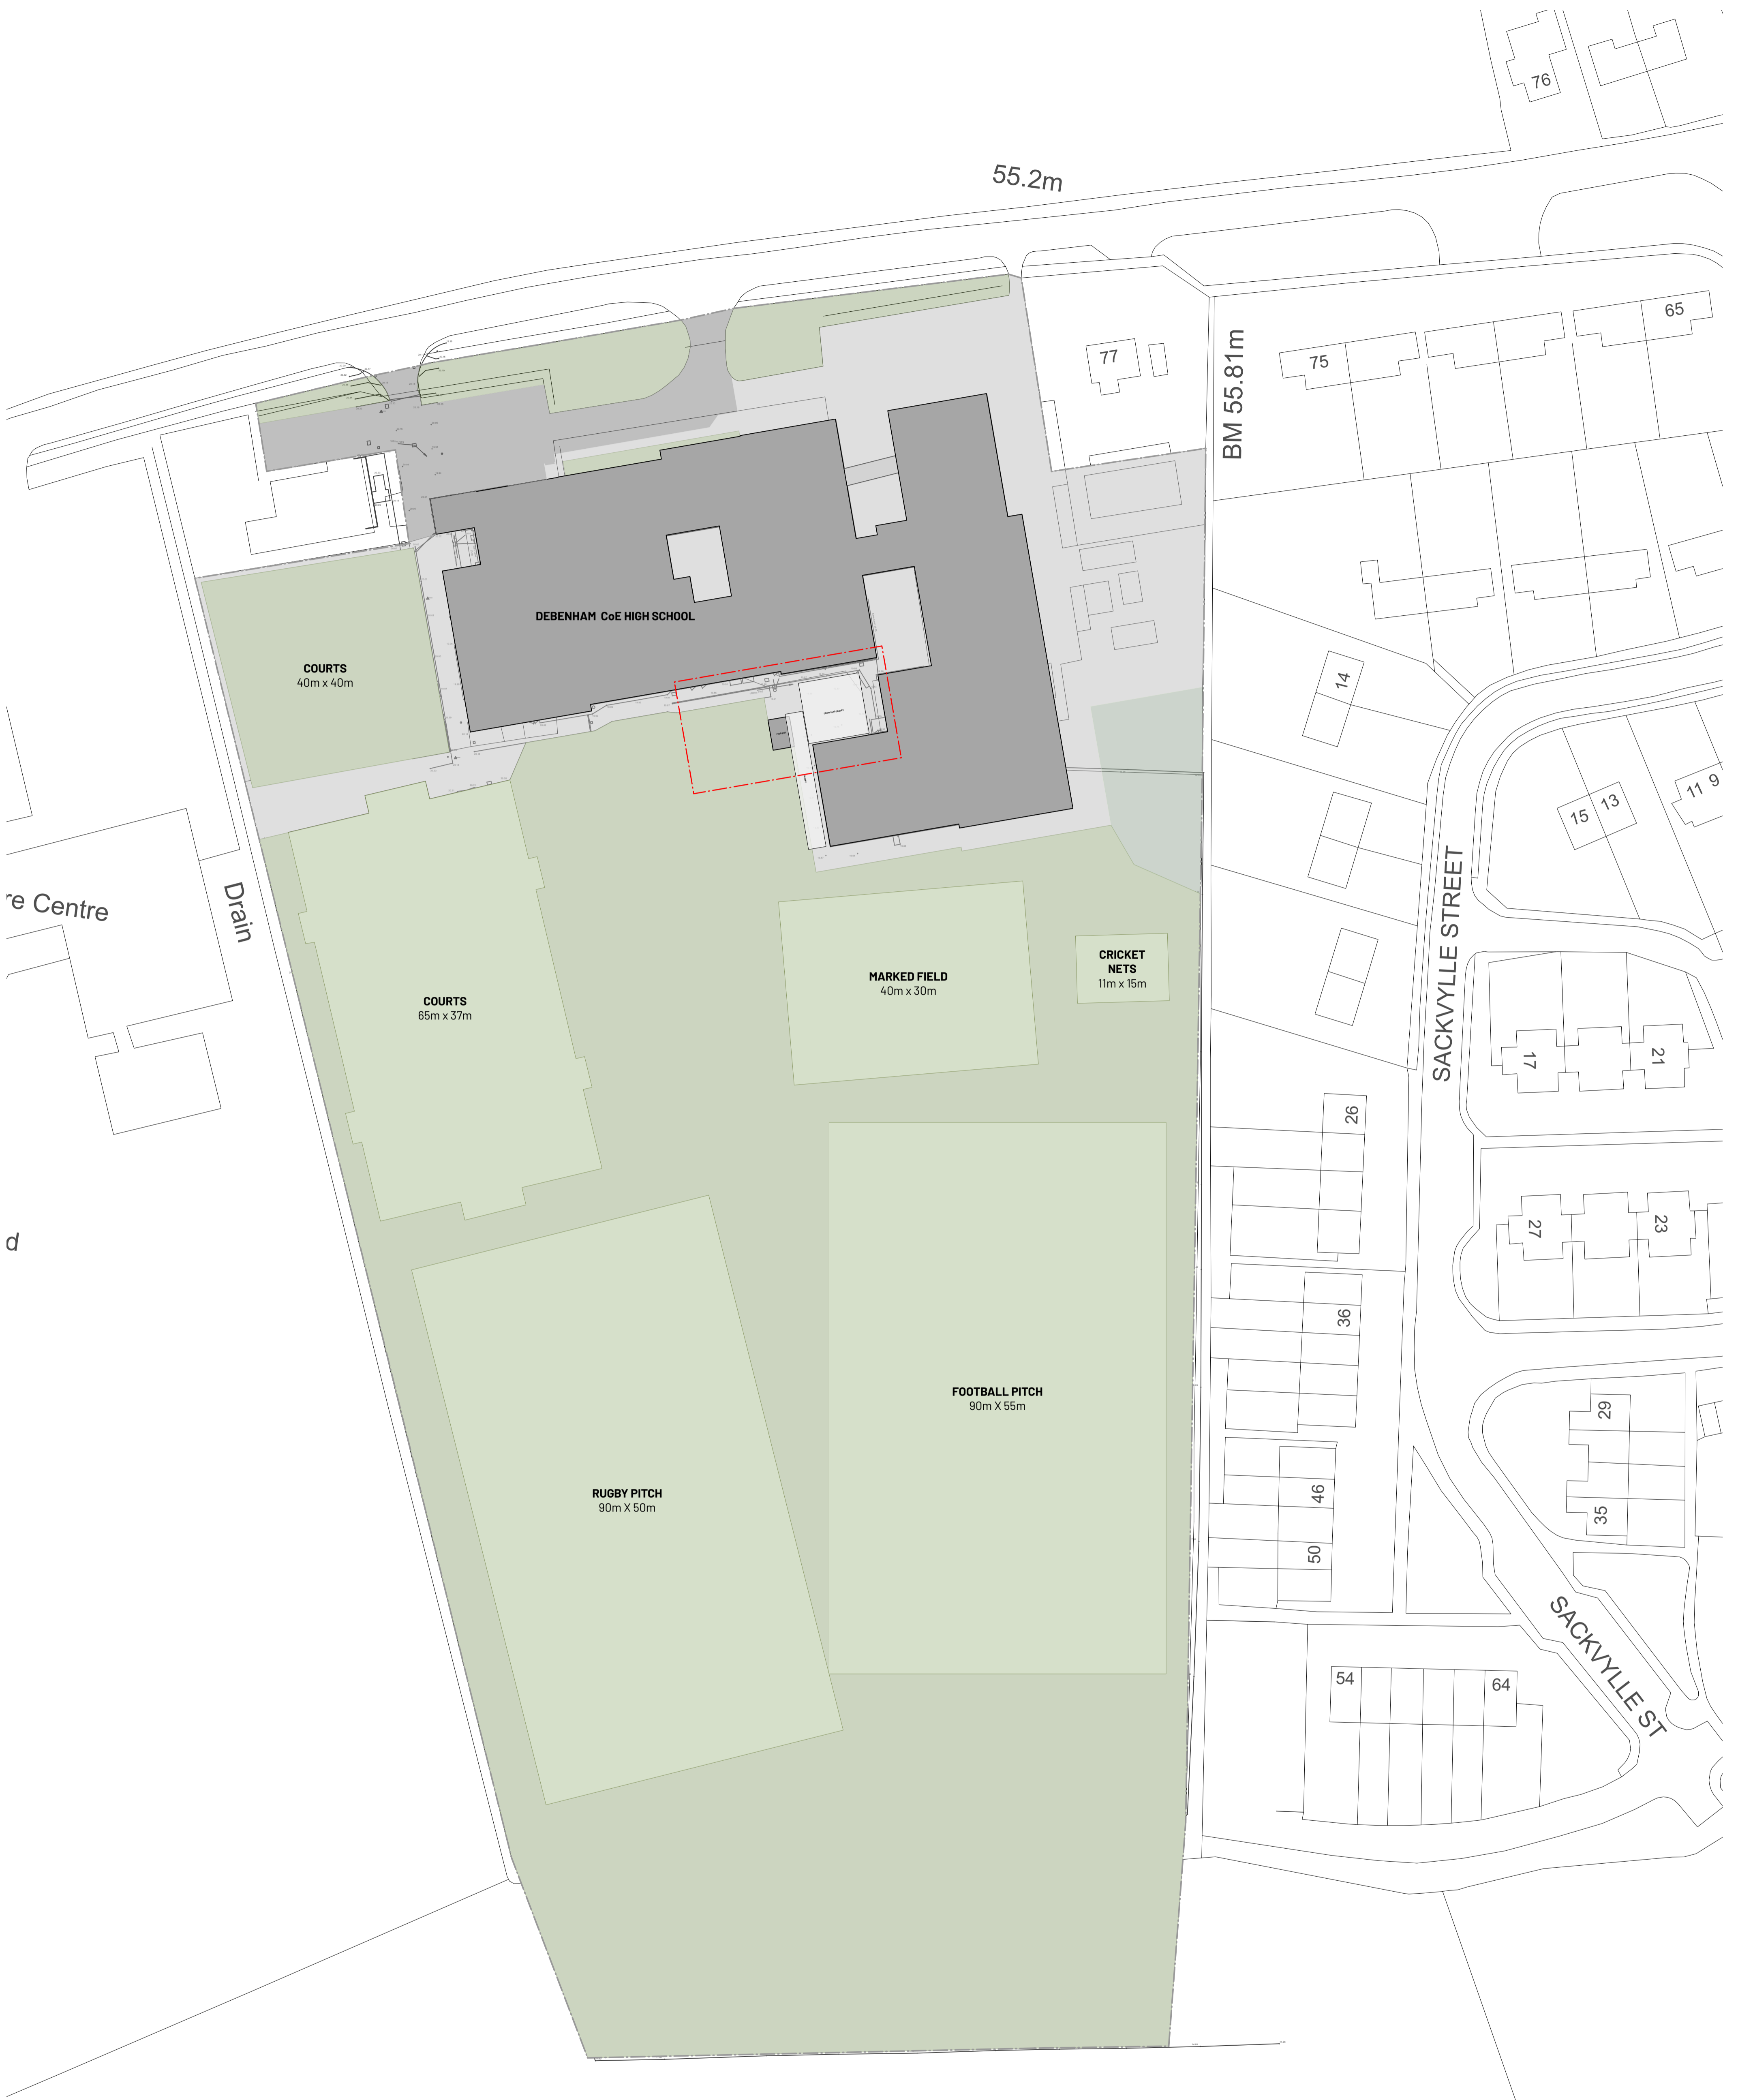 76
55.2m
65
77
75
BM 55.81m
DEBENHAM CoE HIGH SCHOOL
COURTS
40m x 40m
14
15
13
11
9
re Centre
Drain
SACKVYLLE STREET
MARKED FIELD
40m x 30m
CRICKET
NETS
11m x 15m
COURTS
65m x 37m
17
21
26
d
27
23
36
FOOTBALL PITCH
90m X 55m
29
RUGBY PITCH
90m X 50m
46
35
50
SACKVYLLE ST
54
64